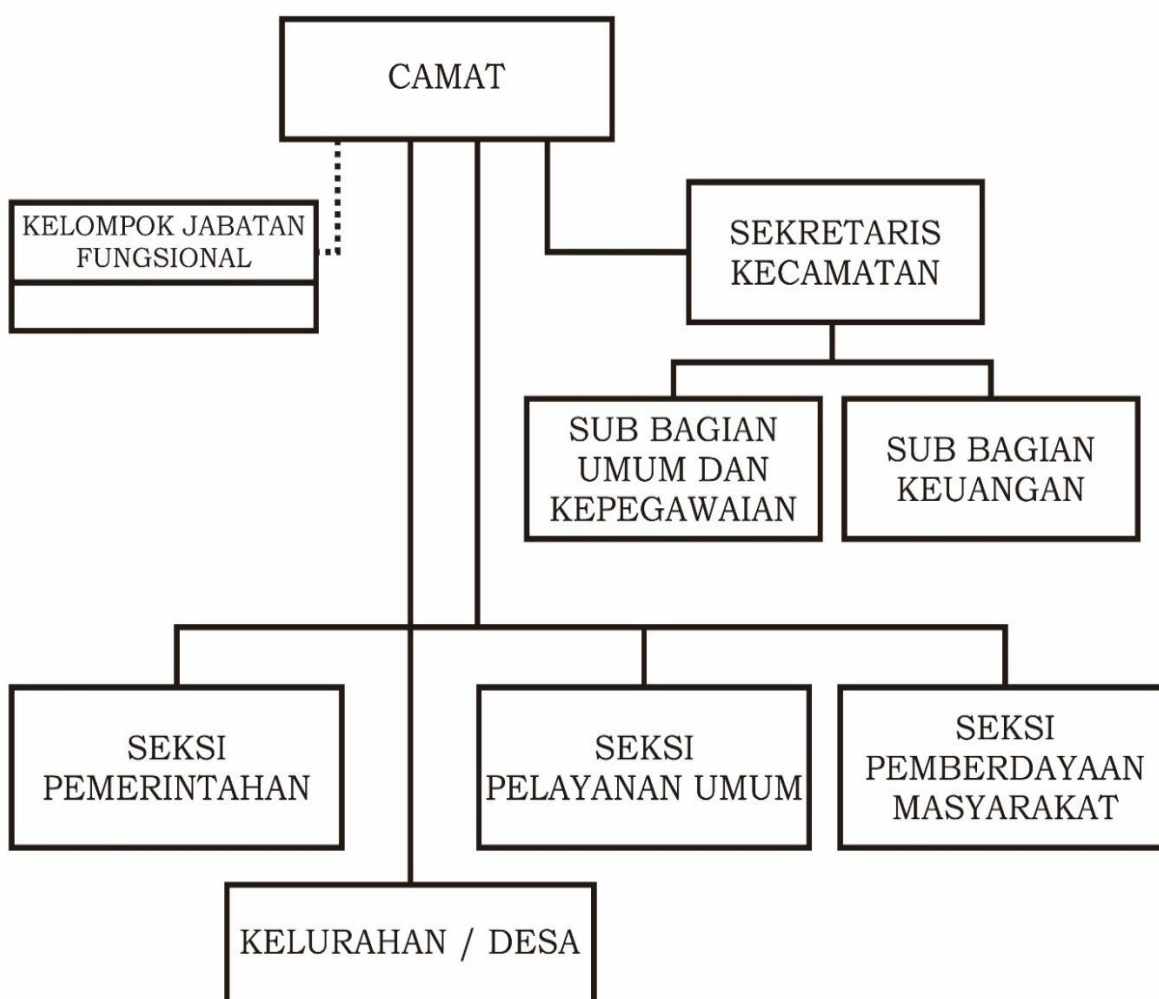 CAMAT
KELOMPOK JABATAN
FUNGSIONAL
SEKRETARIS
KECAMATAN
SUB BAGIAN
UMUM DAN
KEPEGAWAIAN
SUB BAGIAN
KEUANGAN
SEKSI
PEMERINTAHAN
SEKSI
PELAYANAN UMUM
SEKSI
PEMBERDAYAAN
MASYARAKAT
KELURAHAN / DESA